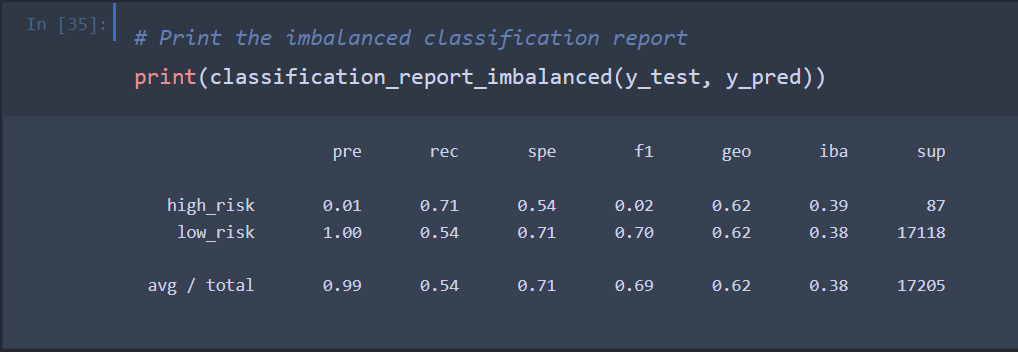 In [35]:
# Print the imbalanced classification report
print(classification_report_imbalanced(y_test, y_pred))
pre rec spe f1 geo iba sup
high_risk 0.01 0.71 0.54 0.02 0.62 0.39 87
low_risk 1.00 0.54 0.71 0.70 0.62 0.38 17118
avg / total 0.99 0.54 0.71 0.69 0.62 0.38 17205